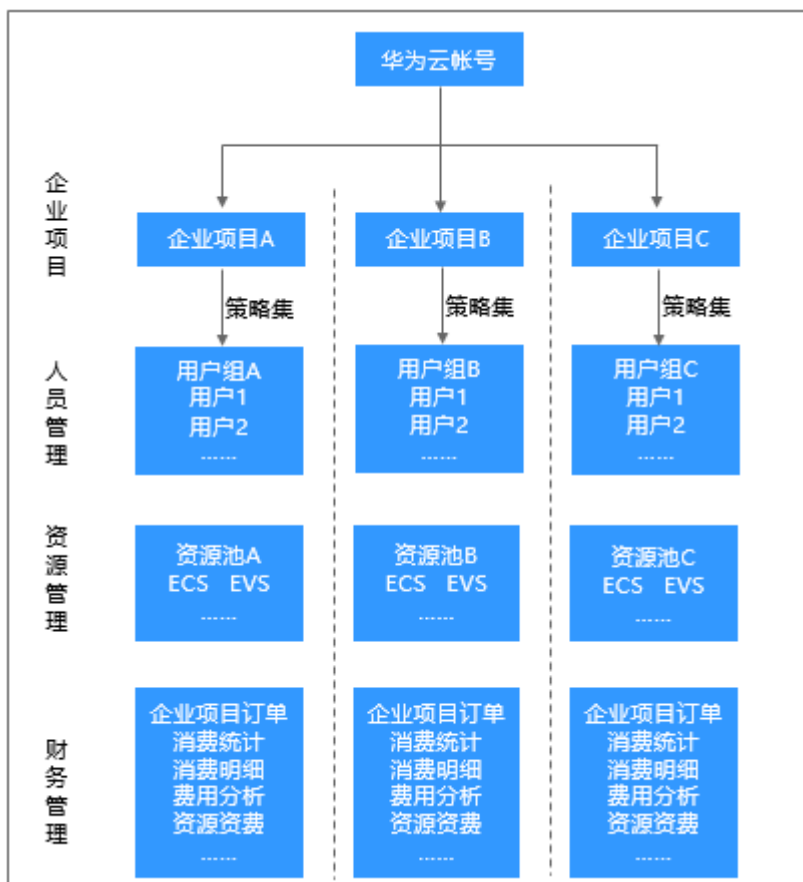 华为云帐号
企业项目
企业项目A
企业项目B
企业项目C
策略集
策略集
策略集
人员管理
用户组A
用户1
用户2
……
用户组B
用户1
用户2
……
用户组C
用户1
用户2
……
资源管理
资源池A
ECS EVS
……
资源池B
ECS EVS
……
资源池C
ECS EVS
……
财务管理
企业项目订单
消费统计
消费明细
费用分析
资源资费
……
企业项目订单
消费统计
消费明细
费用分析
资源资费
……
企业项目订单
消费统计
消费明细
费用分析
资源资费
……